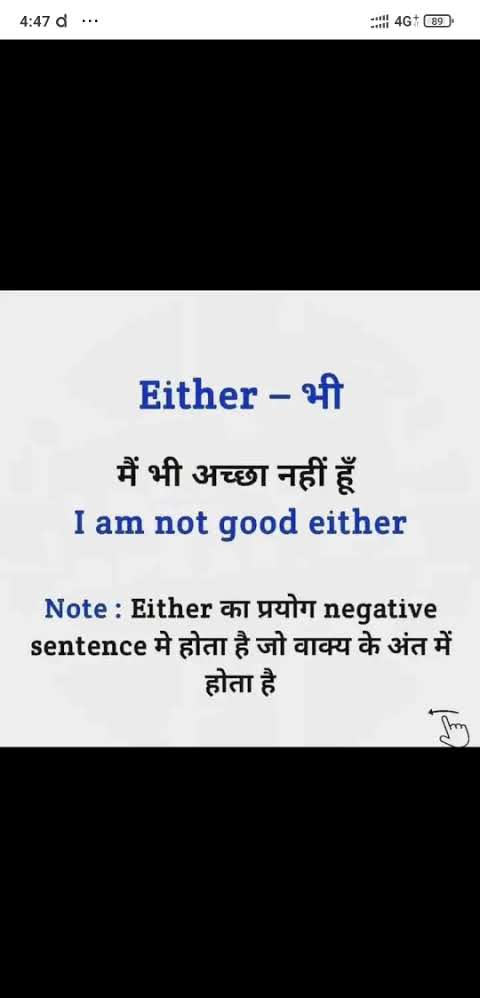 4:47 d ...
4G+ 89
Either – भी
मैं भी अच्छा नहीं हूँ
I am not good either
Note : Either का प्रयोग negative
sentence मे होता है जो वाक्य के अंत में
होता है